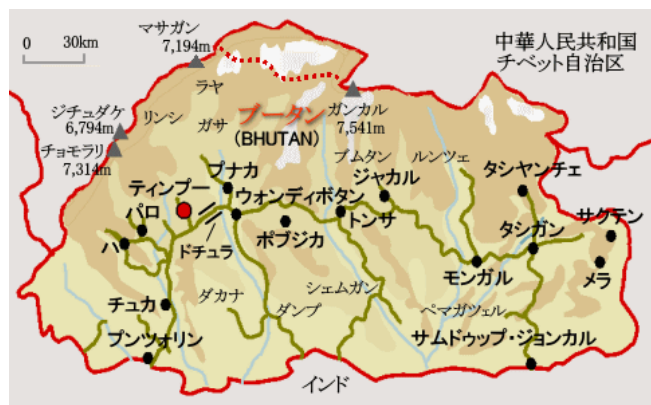 0 30km
マサガン
7,194m
中華人民共和国
チベット自治区
ラヤ
ジチュダケ
6,794m
リンシ
ガサ
ブータン
(BHUTAN)
ガンカル
7,541m
チョモラリ
7,314m
プナカ
ブムタン
ルンツェ
ジャカル
タシヤンチェ
ティンプー
ウォンディポダン
パロ
トンサ
サクテン
タシガン
ハ
ドチュラ
ポブジカ
モンガル
メラ
チュカ
ダカナ
ダンプ
シェムガン
ペマガツェル
プンツォリン
サムドゥップ・ジョンカル
インド